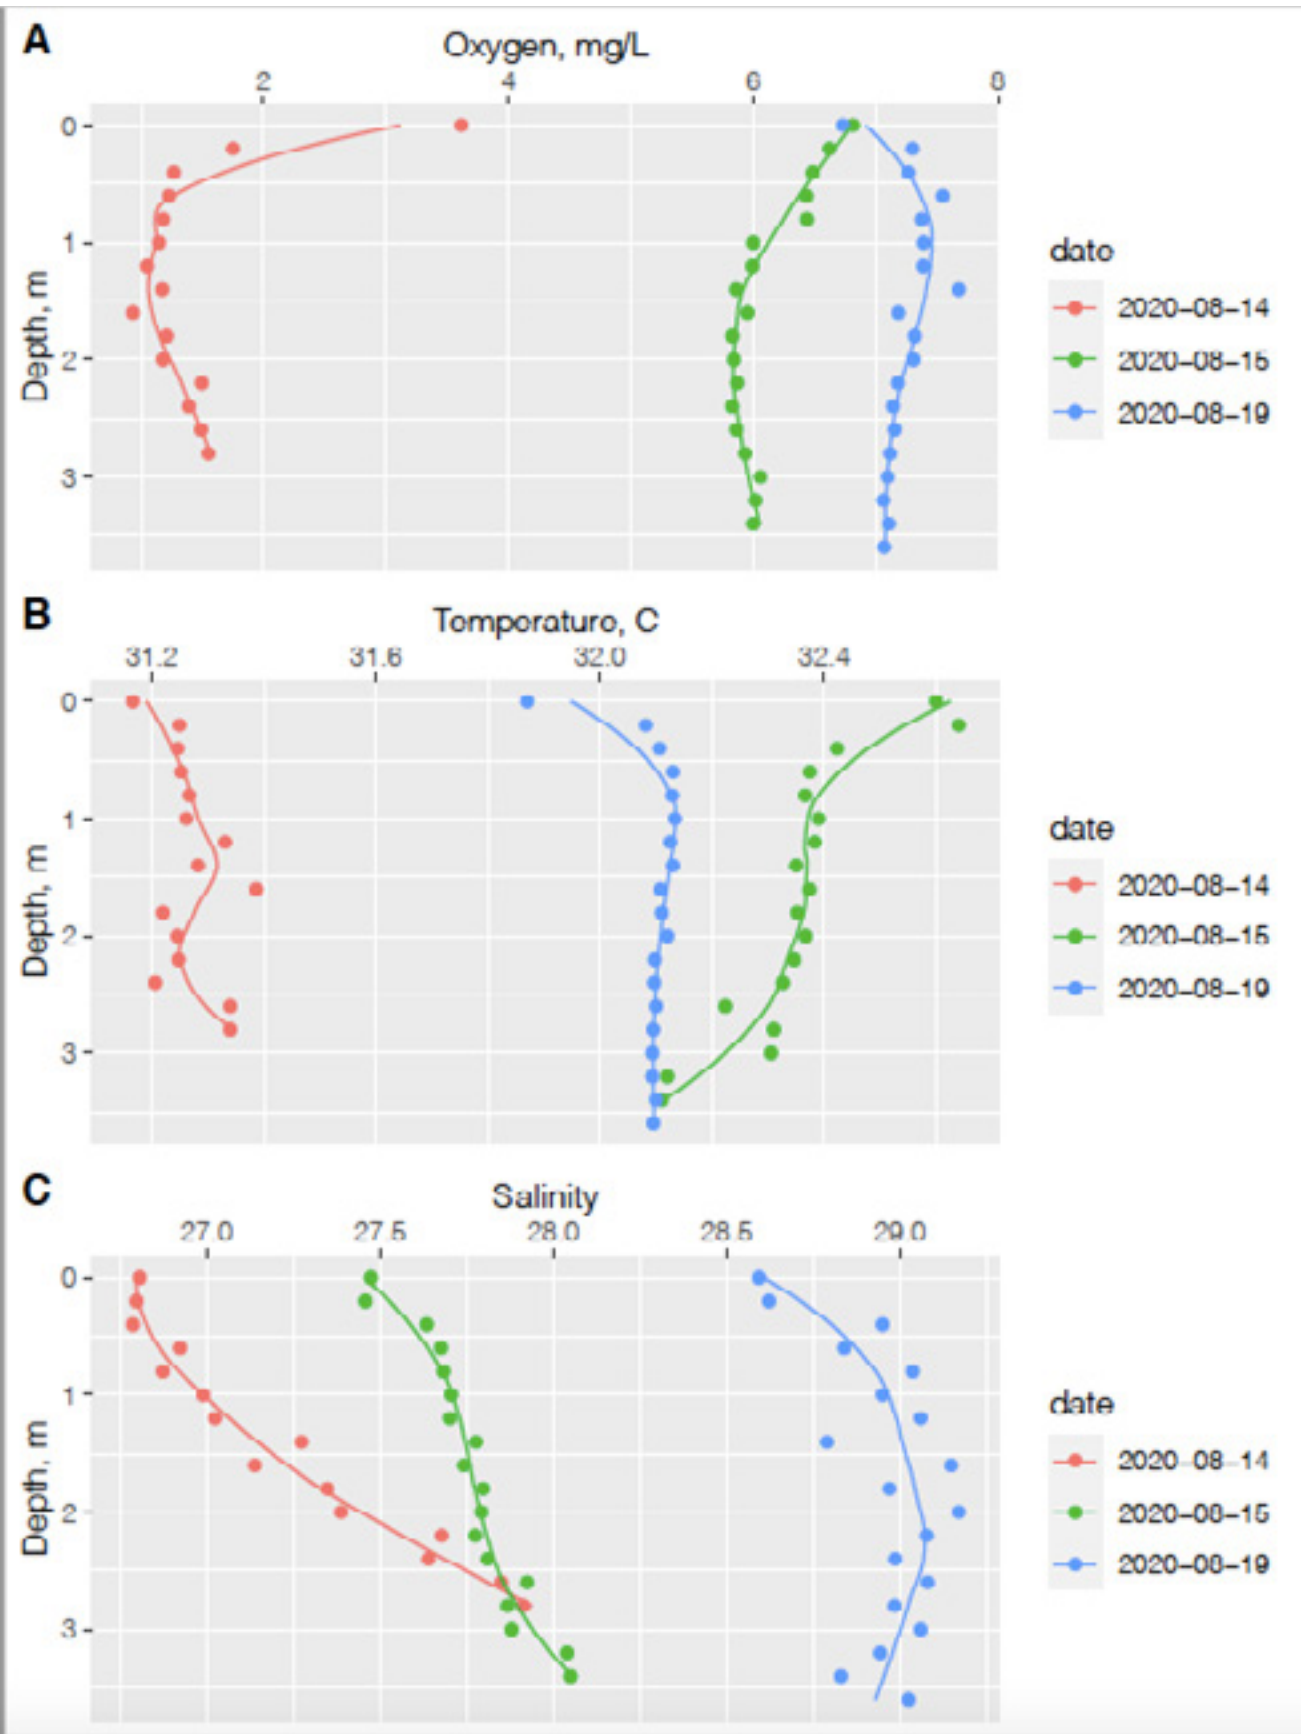 A
Oxygen, mg/L
2 4 6 8
0
1
2
3
Depth, m
date
2020-08-14
2020-08-15
2020-08-19
B
Temperature, C
31.2 31.6 32.0 32.4
0
1
2
3
Depth, m
date
2020-08-14
2020-08-15
2020-08-19
C
Salinity
27.0 27.5 28.0 28.5 29.0
0
1
2
3
Depth, m
date
2020-08-14
2020-08-15
2020-08-19